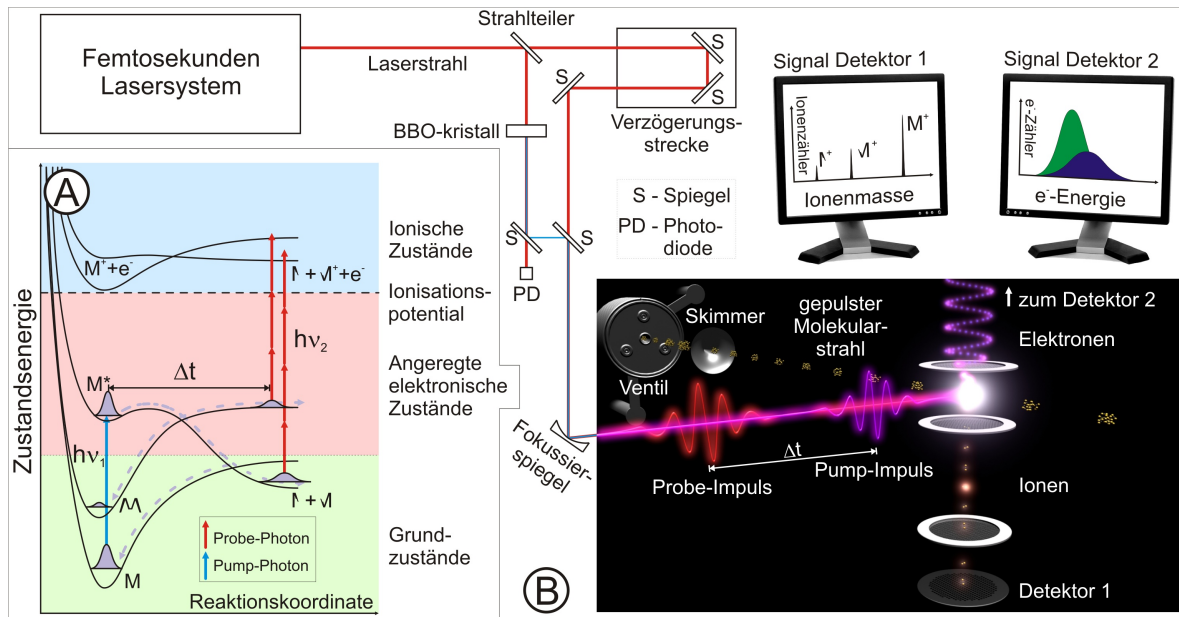 Femtosekunden
Lasersystem
Laserstrahl
Strahlteiler
S
S
S
Verzögerungs-
strecke
BBO-kristall
S - Spiegel
PD - Photo-
diode
S
S
PD
Signal Detektor 1
Ionenzähler
M⁺
Ionenmasse
Signal Detektor 2
e⁻-Zähler
e⁻-Energie
A
Zustandsenergie
M⁺+e⁻
Ionische
Zustände
Ionisations-
potential
hν₂
Angeregte
elektronische
Zustände
M*
Δt
hν₁
M
Probe-Photon
Pump-Photon
Grund-
zustände
Reaktionskoordinate
B
Fokussier-
spiegel
Ventil
Skimmer
gepulster
Molekular-
strahl
zum Detektor 2
Elektronen
Δt
Probe-Impuls
Pump-Impuls
Ionen
Detektor 1